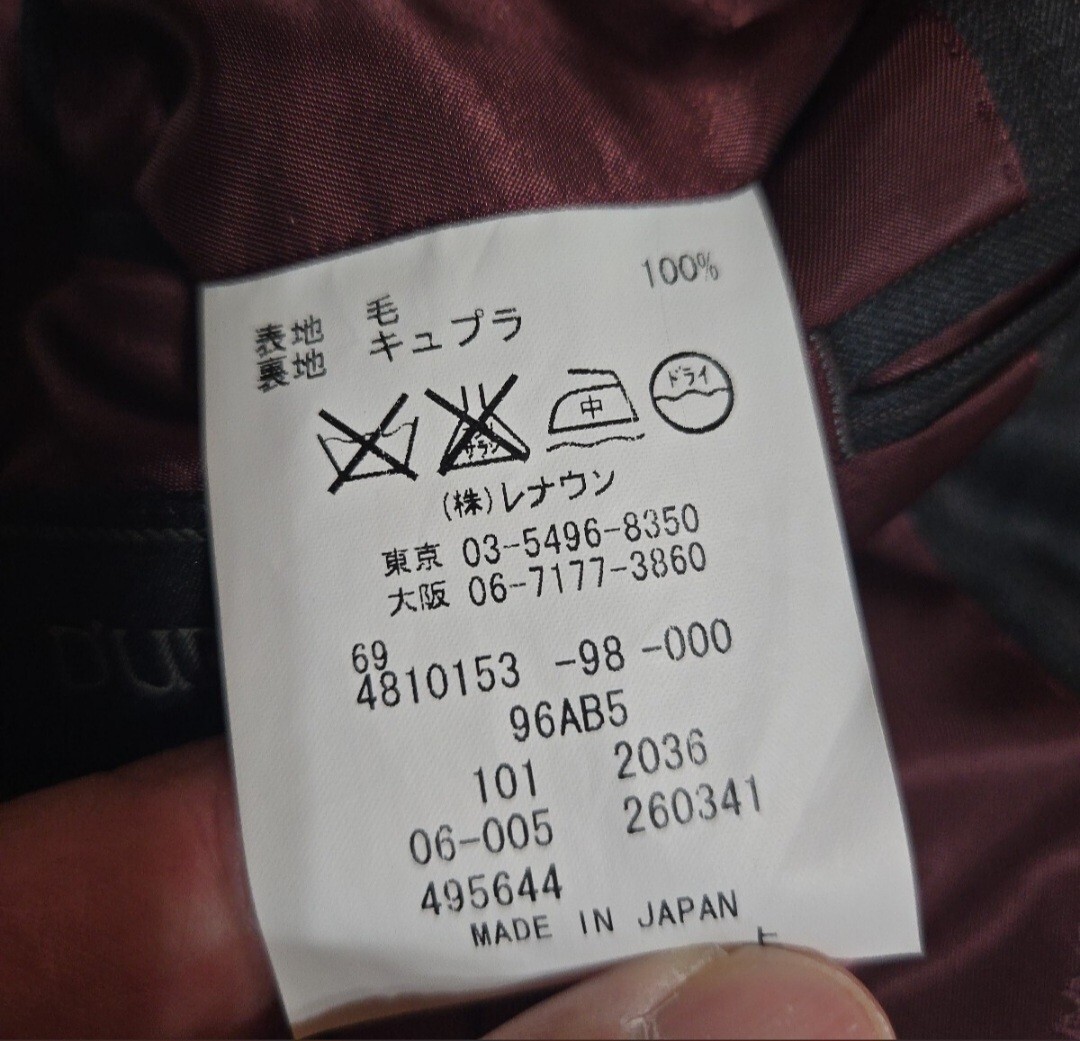 表地 毛 100%
裏地 キュプラ
中 ドライ
(株)レナウン
東京 03-5496-8350
大阪 06-7177-3860
69
4810153 -98 -000
96AB5
101 2036
06-005 260341
495644
MADE IN JAPAN